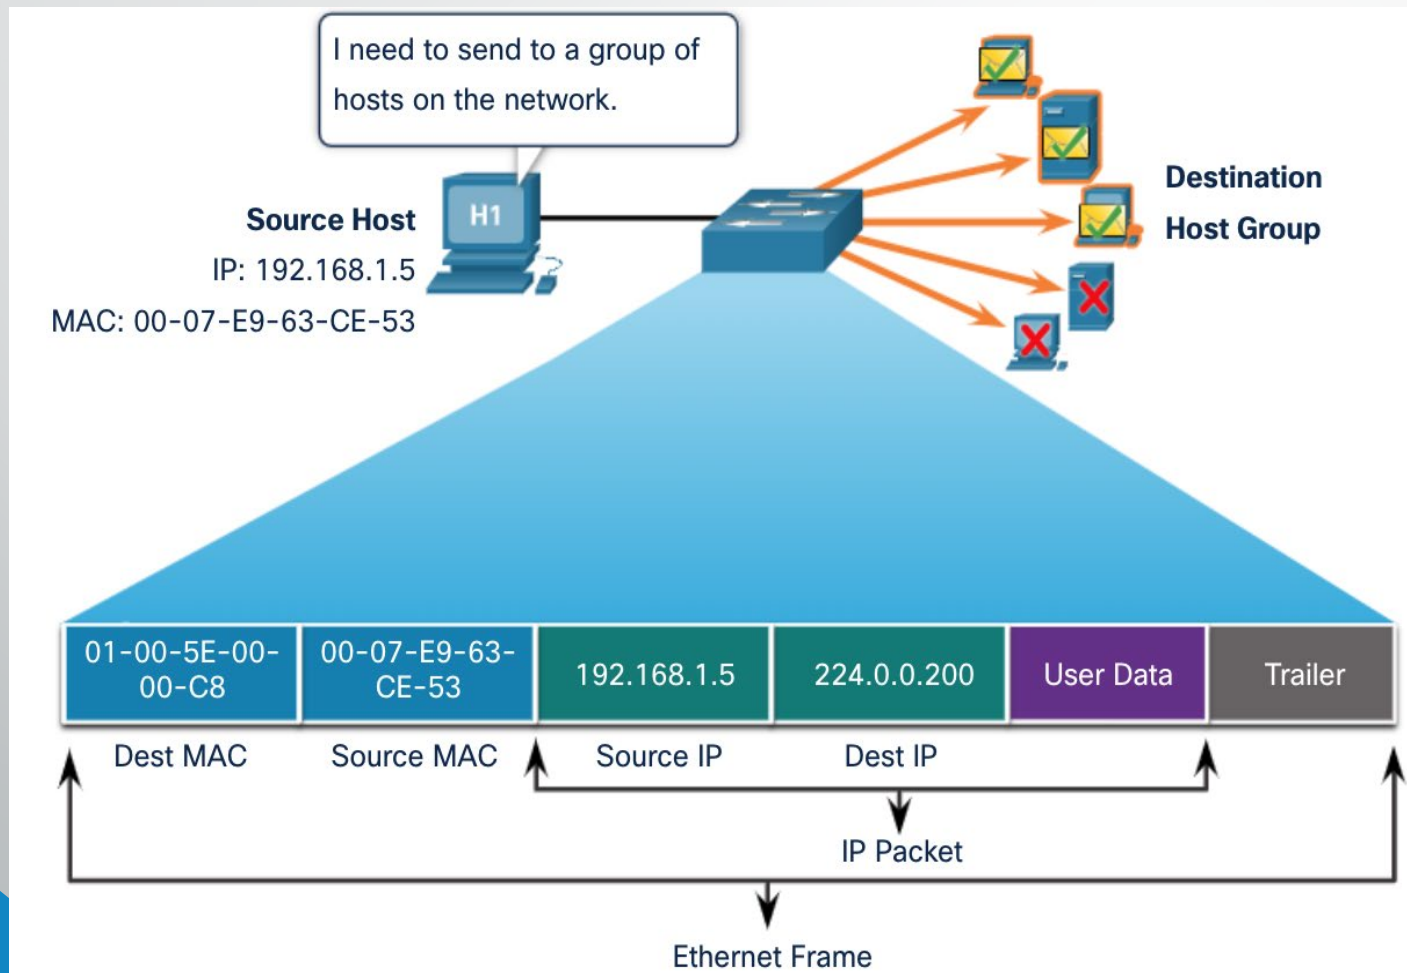 I need to send to a group of
hosts on the network.
H1
Source Host
IP: 192.168.1.5
MAC: 00-07-E9-63-CE-53
Destination
Host Group
01-00-5E-00-
00-C8
00-07-E9-63-
CE-53
192.168.1.5
224.0.0.200
User Data
Trailer
Dest MAC
Source MAC
Source IP
Dest IP
IP Packet
Ethernet Frame